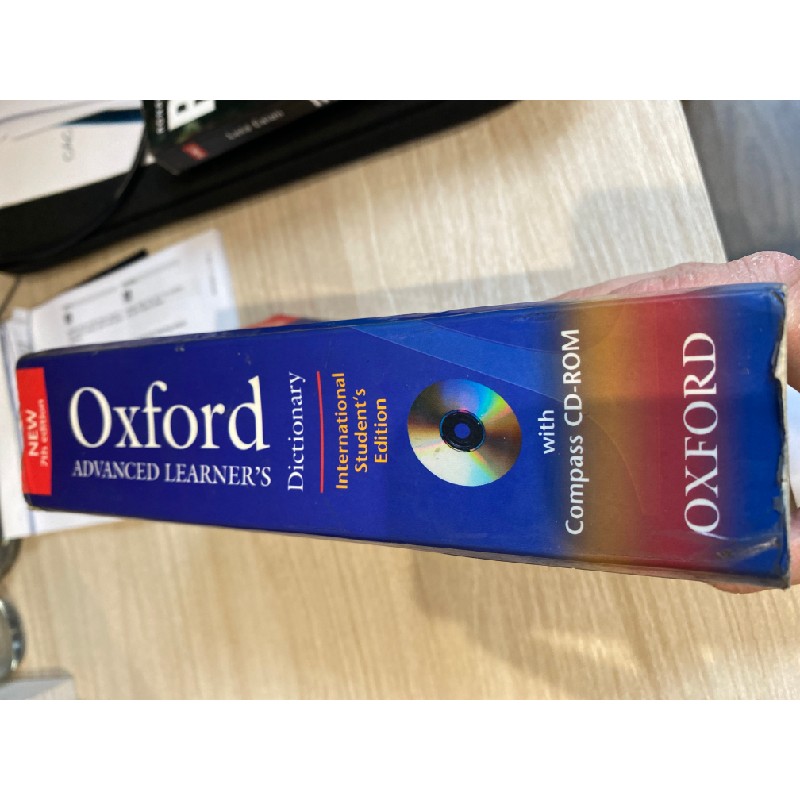 NEW
7th edition
Oxford
ADVANCED LEARNER'S
Dictionary
International
Student's
Edition
with
Compass CD-ROM
OXFORD